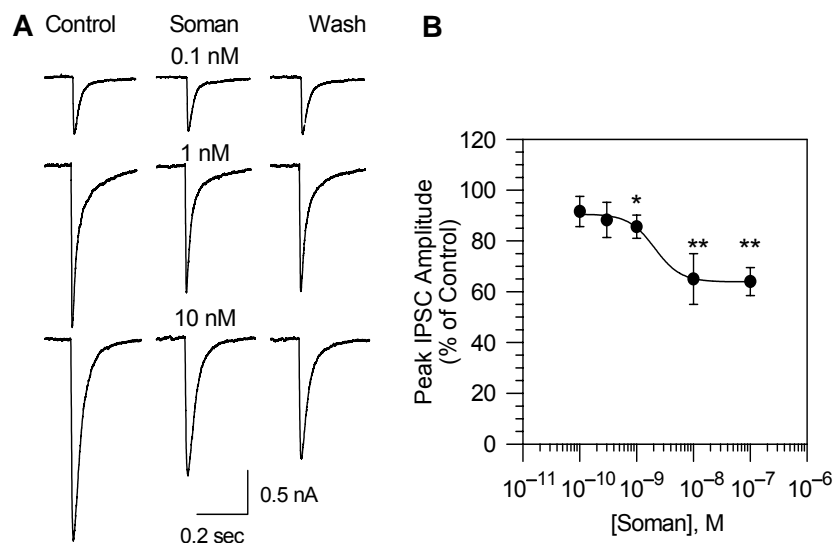 A
Control Soman Wash
0.1 nM
1 nM
10 nM
0.5 nA
0.2 sec
B
Peak IPSC Amplitude
(% of Control)
120
100
80
60
40
20
0
*
**
**
10⁻¹¹ 10⁻¹⁰ 10⁻⁹ 10⁻⁸ 10⁻⁷ 10⁻⁶
[Soman], M